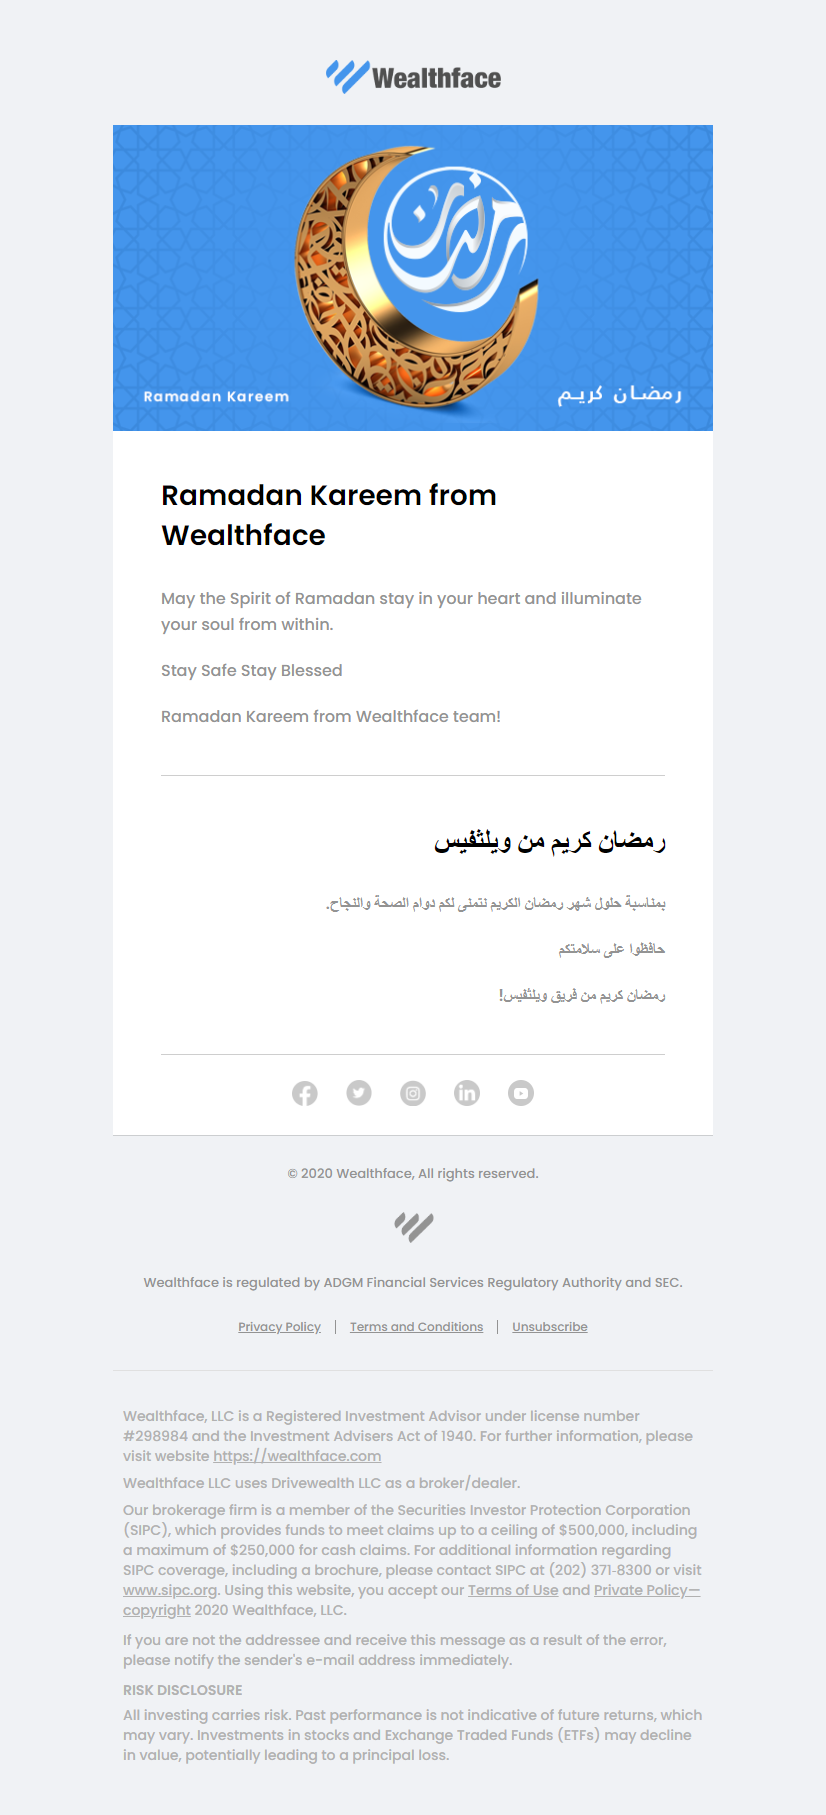 Wealthface
رمضان
Ramadan Kareem
رمضان كريم
Ramadan Kareem from
Wealthface
May the Spirit of Ramadan stay in your heart and illuminate
your soul from within.
Stay Safe Stay Blessed
Ramadan Kareem from Wealthface team!
رمضان كريم من ويلثفيس
بمناسبة حلول شهر رمضان الكريم نتمنى لكم دوام الصحة والنجاح.
حافظوا على سلامتكم
رمضان كريم من فريق ويلثفيس!
© 2020 Wealthface, All rights reserved.
Wealthface is regulated by ADGM Financial Services Regulatory Authority and SEC.
Privacy Policy | Terms and Conditions | Unsubscribe
Wealthface, LLC is a Registered Investment Advisor under license number
#298984 and the Investment Advisers Act of 1940. For further information, please
visit website https://wealthface.com
Wealthface LLC uses Drivewealth LLC as a broker/dealer.
Our brokerage firm is a member of the Securities Investor Protection Corporation
(SIPC), which provides funds to meet claims up to a ceiling of $500,000, including
a maximum of $250,000 for cash claims. For additional information regarding
SIPC coverage, including a brochure, please contact SIPC at (202) 371-8300 or visit
www.sipc.org. Using this website, you accept our Terms of Use and Private Policy—
copyright 2020 Wealthface, LLC.
If you are not the addressee and receive this message as a result of the error,
please notify the sender's e-mail address immediately.
RISK DISCLOSURE
All investing carries risk. Past performance is not indicative of future returns, which
may vary. Investments in stocks and Exchange Traded Funds (ETFs) may decline
in value, potentially leading to a principal loss.